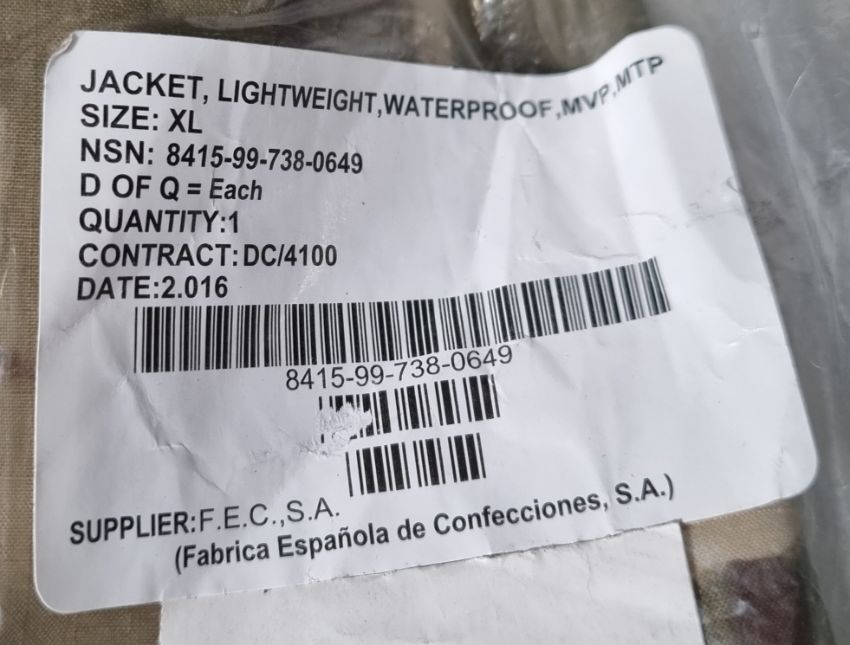 JACKET, LIGHTWEIGHT,WATERPROOF,MVP,MTP
SIZE: XL
NSN: 8415-99-738-0649
D OF Q = Each
QUANTITY:1
CONTRACT: DC/4100
DATE:2.016
8415-99-738-0649
SUPPLIER:F.E.C.,S.A.
(Fabrica Española de Confecciones, S.A.)